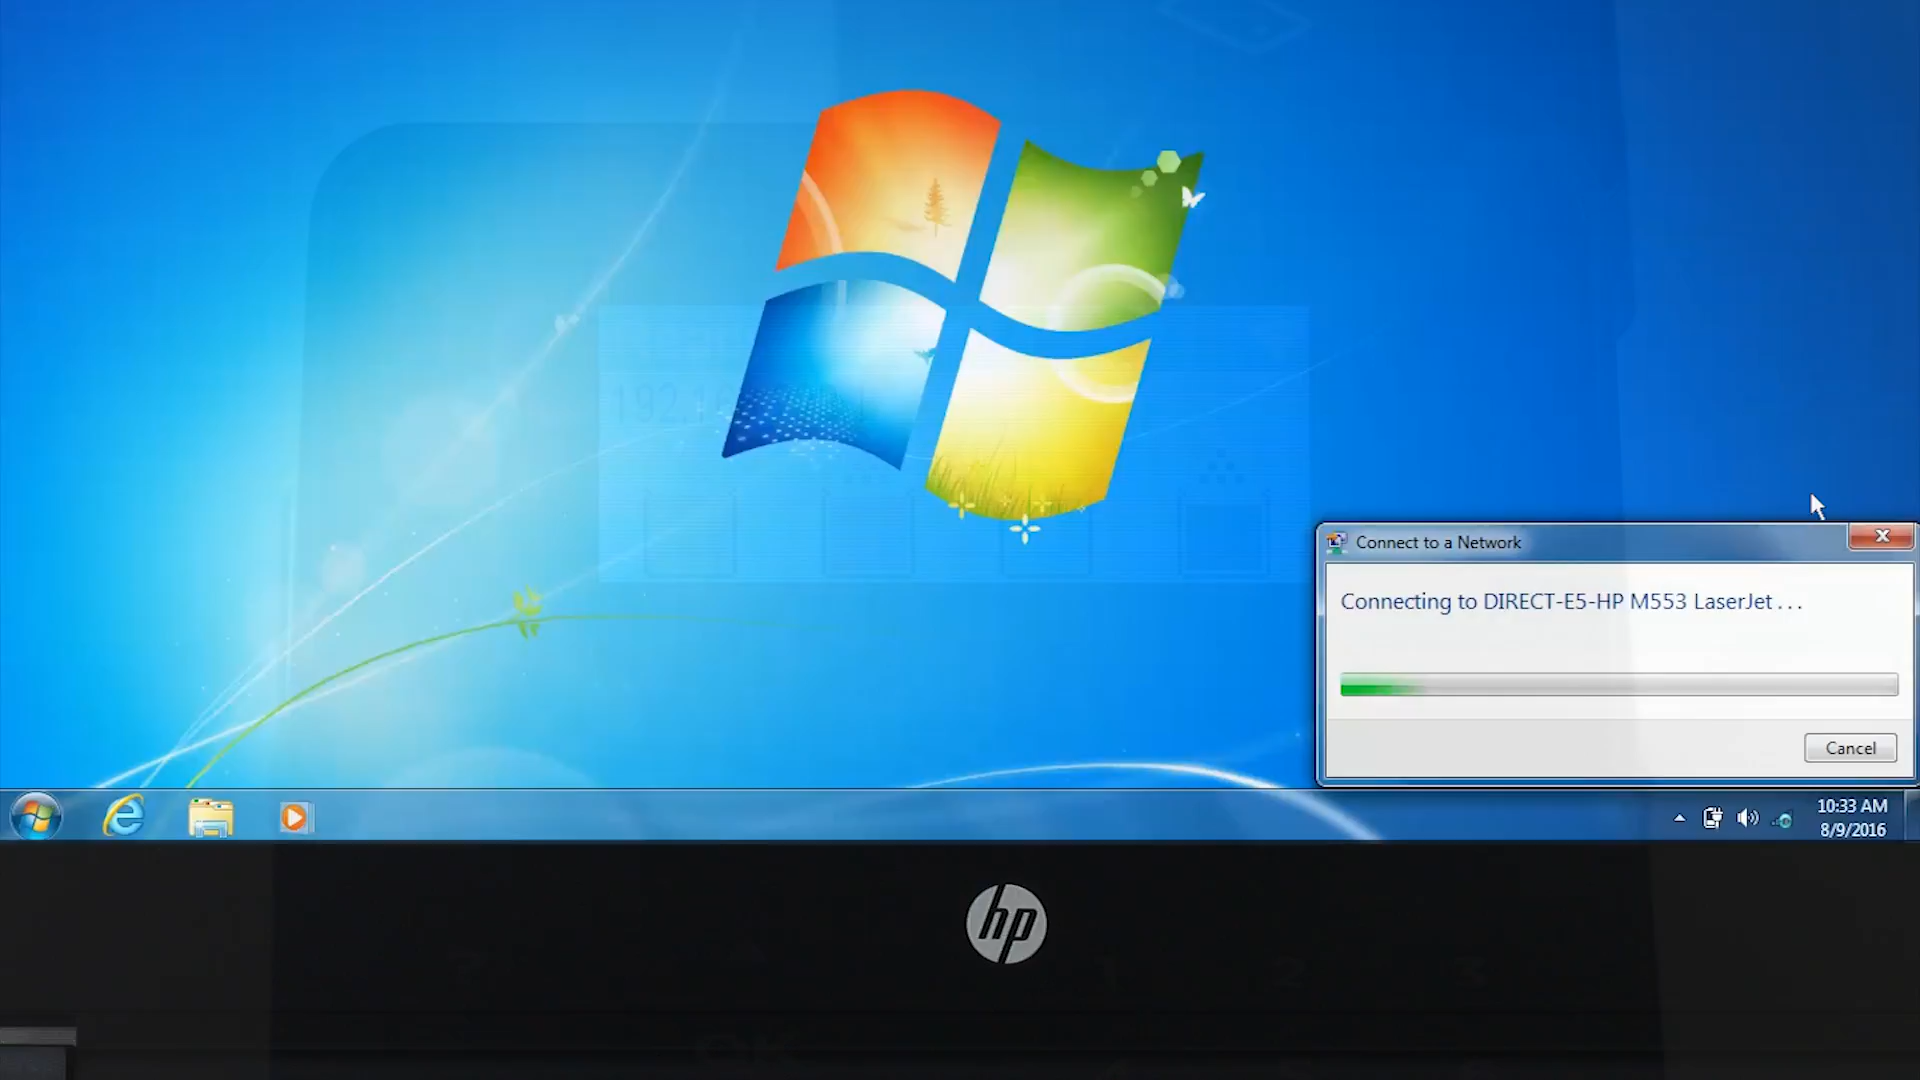 Connect to a Network
Connecting to DIRECT-E5-HP M553 LaserJet . . .
Cancel
10:33 AM
8/9/2016
hp